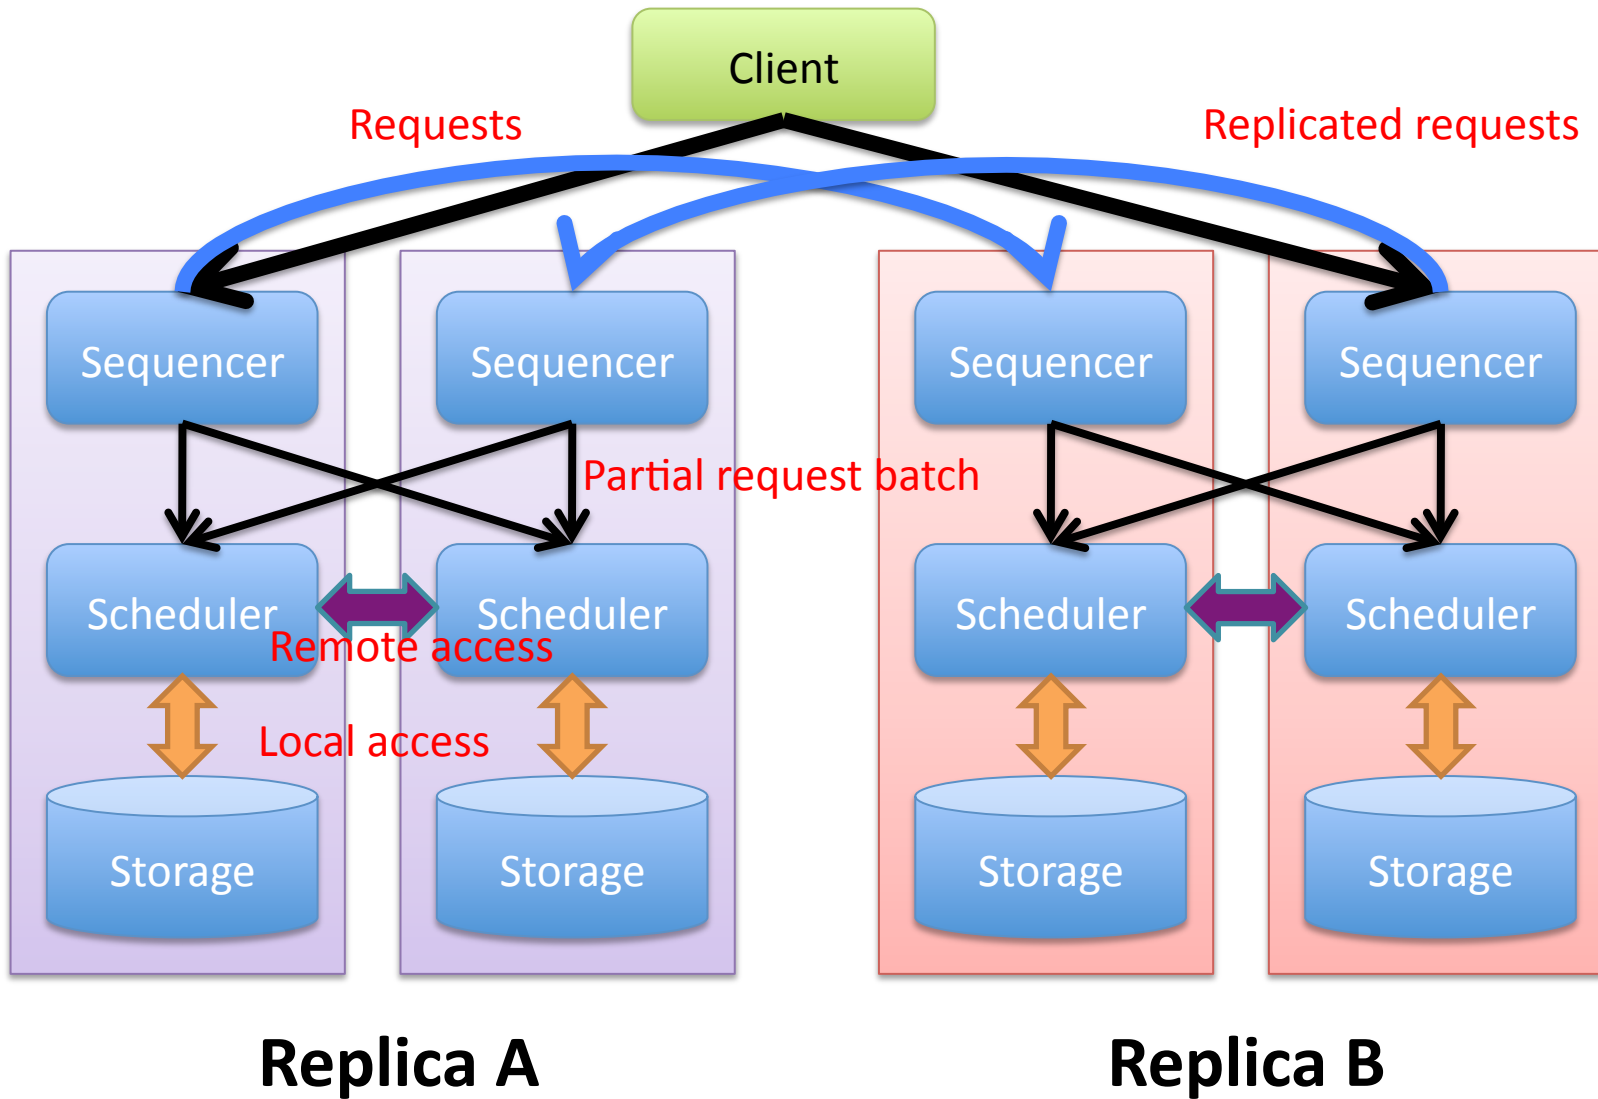 Client
Requests
Replicated requests
Sequencer
Sequencer
Sequencer
Sequencer
Partial request batch
Scheduler
Scheduler
Scheduler
Scheduler
Remote access
Local access
Storage
Storage
Storage
Storage
Replica A
Replica B